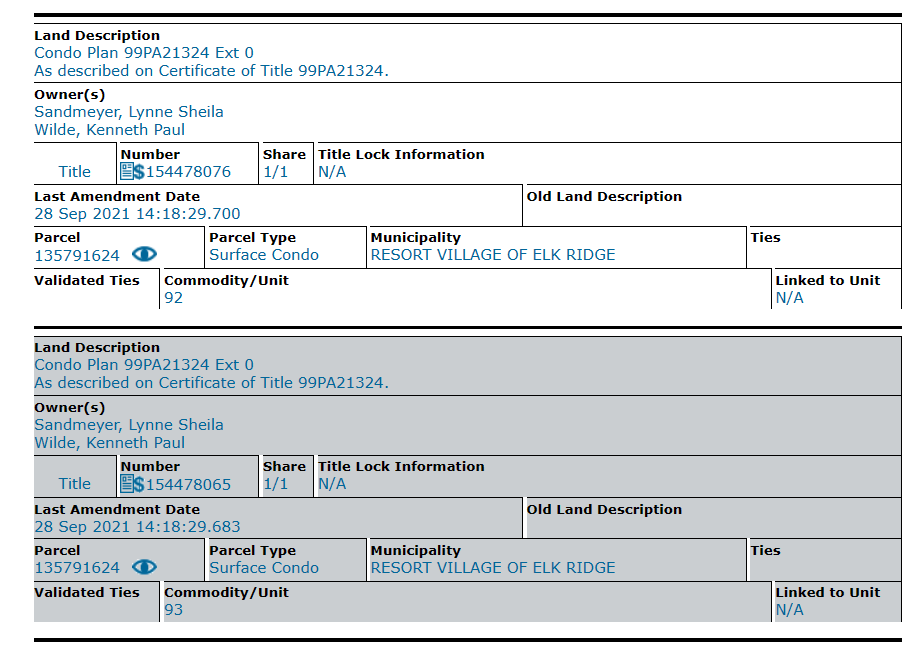 Land Description
Condo Plan 99PA21324 Ext 0
As described on Certificate of Title 99PA21324.
Owner(s)
Sandmeyer, Lynne Sheila
Wilde, Kenneth Paul
Number Share Title Lock Information
Title $154478076 1/1 N/A
Last Amendment Date Old Land Description
28 Sep 2021 14:18:29.700
Parcel Parcel Type Municipality Ties
135791624 Surface Condo RESORT VILLAGE OF ELK RIDGE
Validated Ties Commodity/Unit Linked to Unit
92 N/A
Land Description
Condo Plan 99PA21324 Ext 0
As described on Certificate of Title 99PA21324.
Owner(s)
Sandmeyer, Lynne Sheila
Wilde, Kenneth Paul
Number Share Title Lock Information
Title $154478065 1/1 N/A
Last Amendment Date Old Land Description
28 Sep 2021 14:18:29.683
Parcel Parcel Type Municipality Ties
135791624 Surface Condo RESORT VILLAGE OF ELK RIDGE
Validated Ties Commodity/Unit Linked to Unit
93 N/A